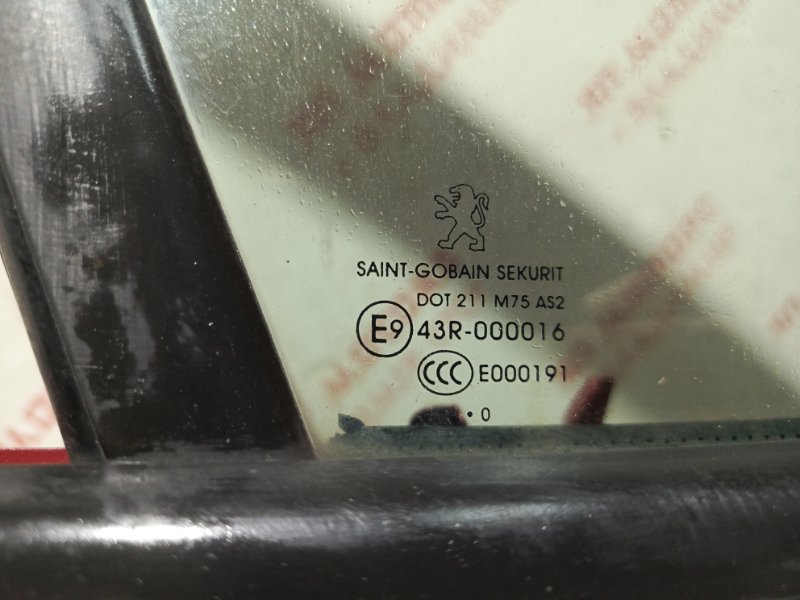 SAINT-GOBAIN SEKURIT
DOT 211 M75 AS2
E9 43R-000016
CCC E000191
• 0